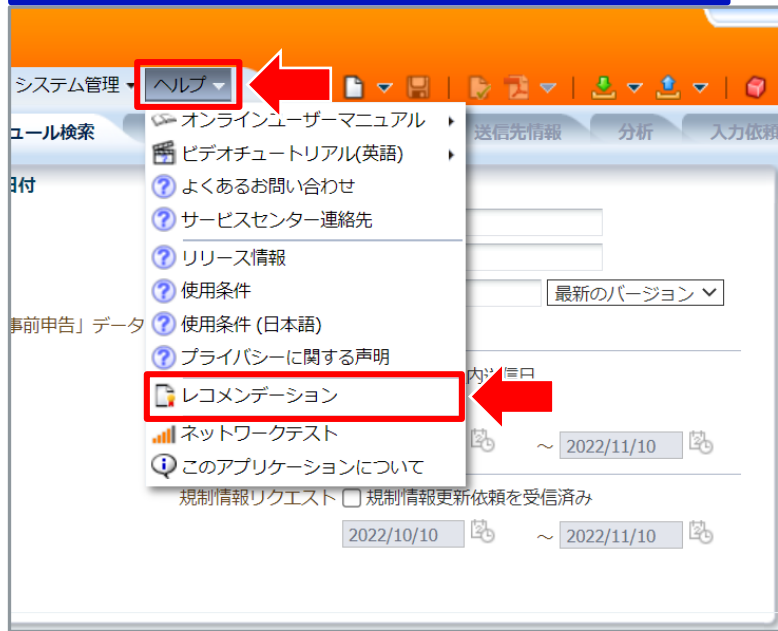 システム管理 ヘルプ
ュール検索 送信先情報 分析 入力依頼
日付
オンラインユーザーマニュアル
ビデオチュートリアル(英語)
よくあるお問い合わせ
サービスセンター連絡先
リリース情報
使用条件
最新のバージョン
事前申告」データ
使用条件 (日本語)
プライバシーに関する声明
内送信日
レコメンデーション
ネットワークテスト
~ 2022/11/10
このアプリケーションについて
規制情報リクエスト 規制情報更新依頼を受信済み
2022/10/10 ~ 2022/11/10